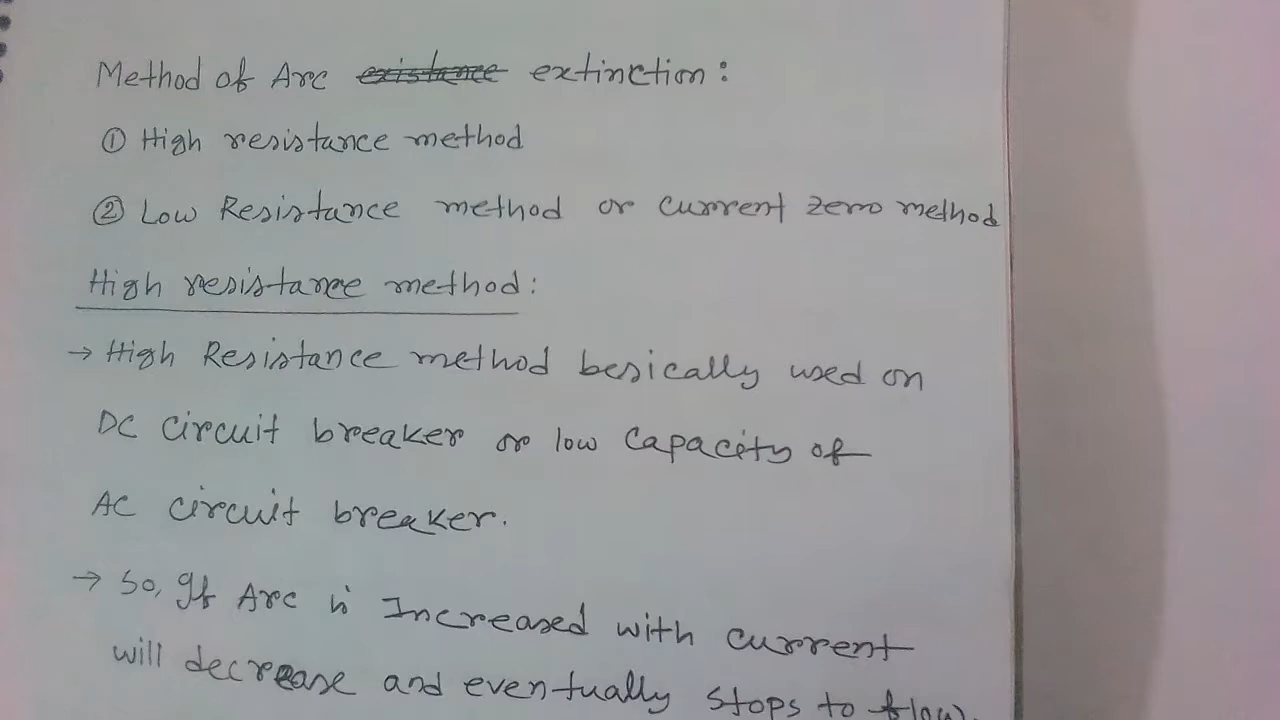 Method of Arc existence extinction:
① High resistance method
② Low Resistance method or current zero method
High resistance method:
→ High Resistance method besically used on
DC circuit breaker or low capacity of
AC circuit breaker.
→ So, If Arc is Increased with current
will decrease and eventually stops to flow.